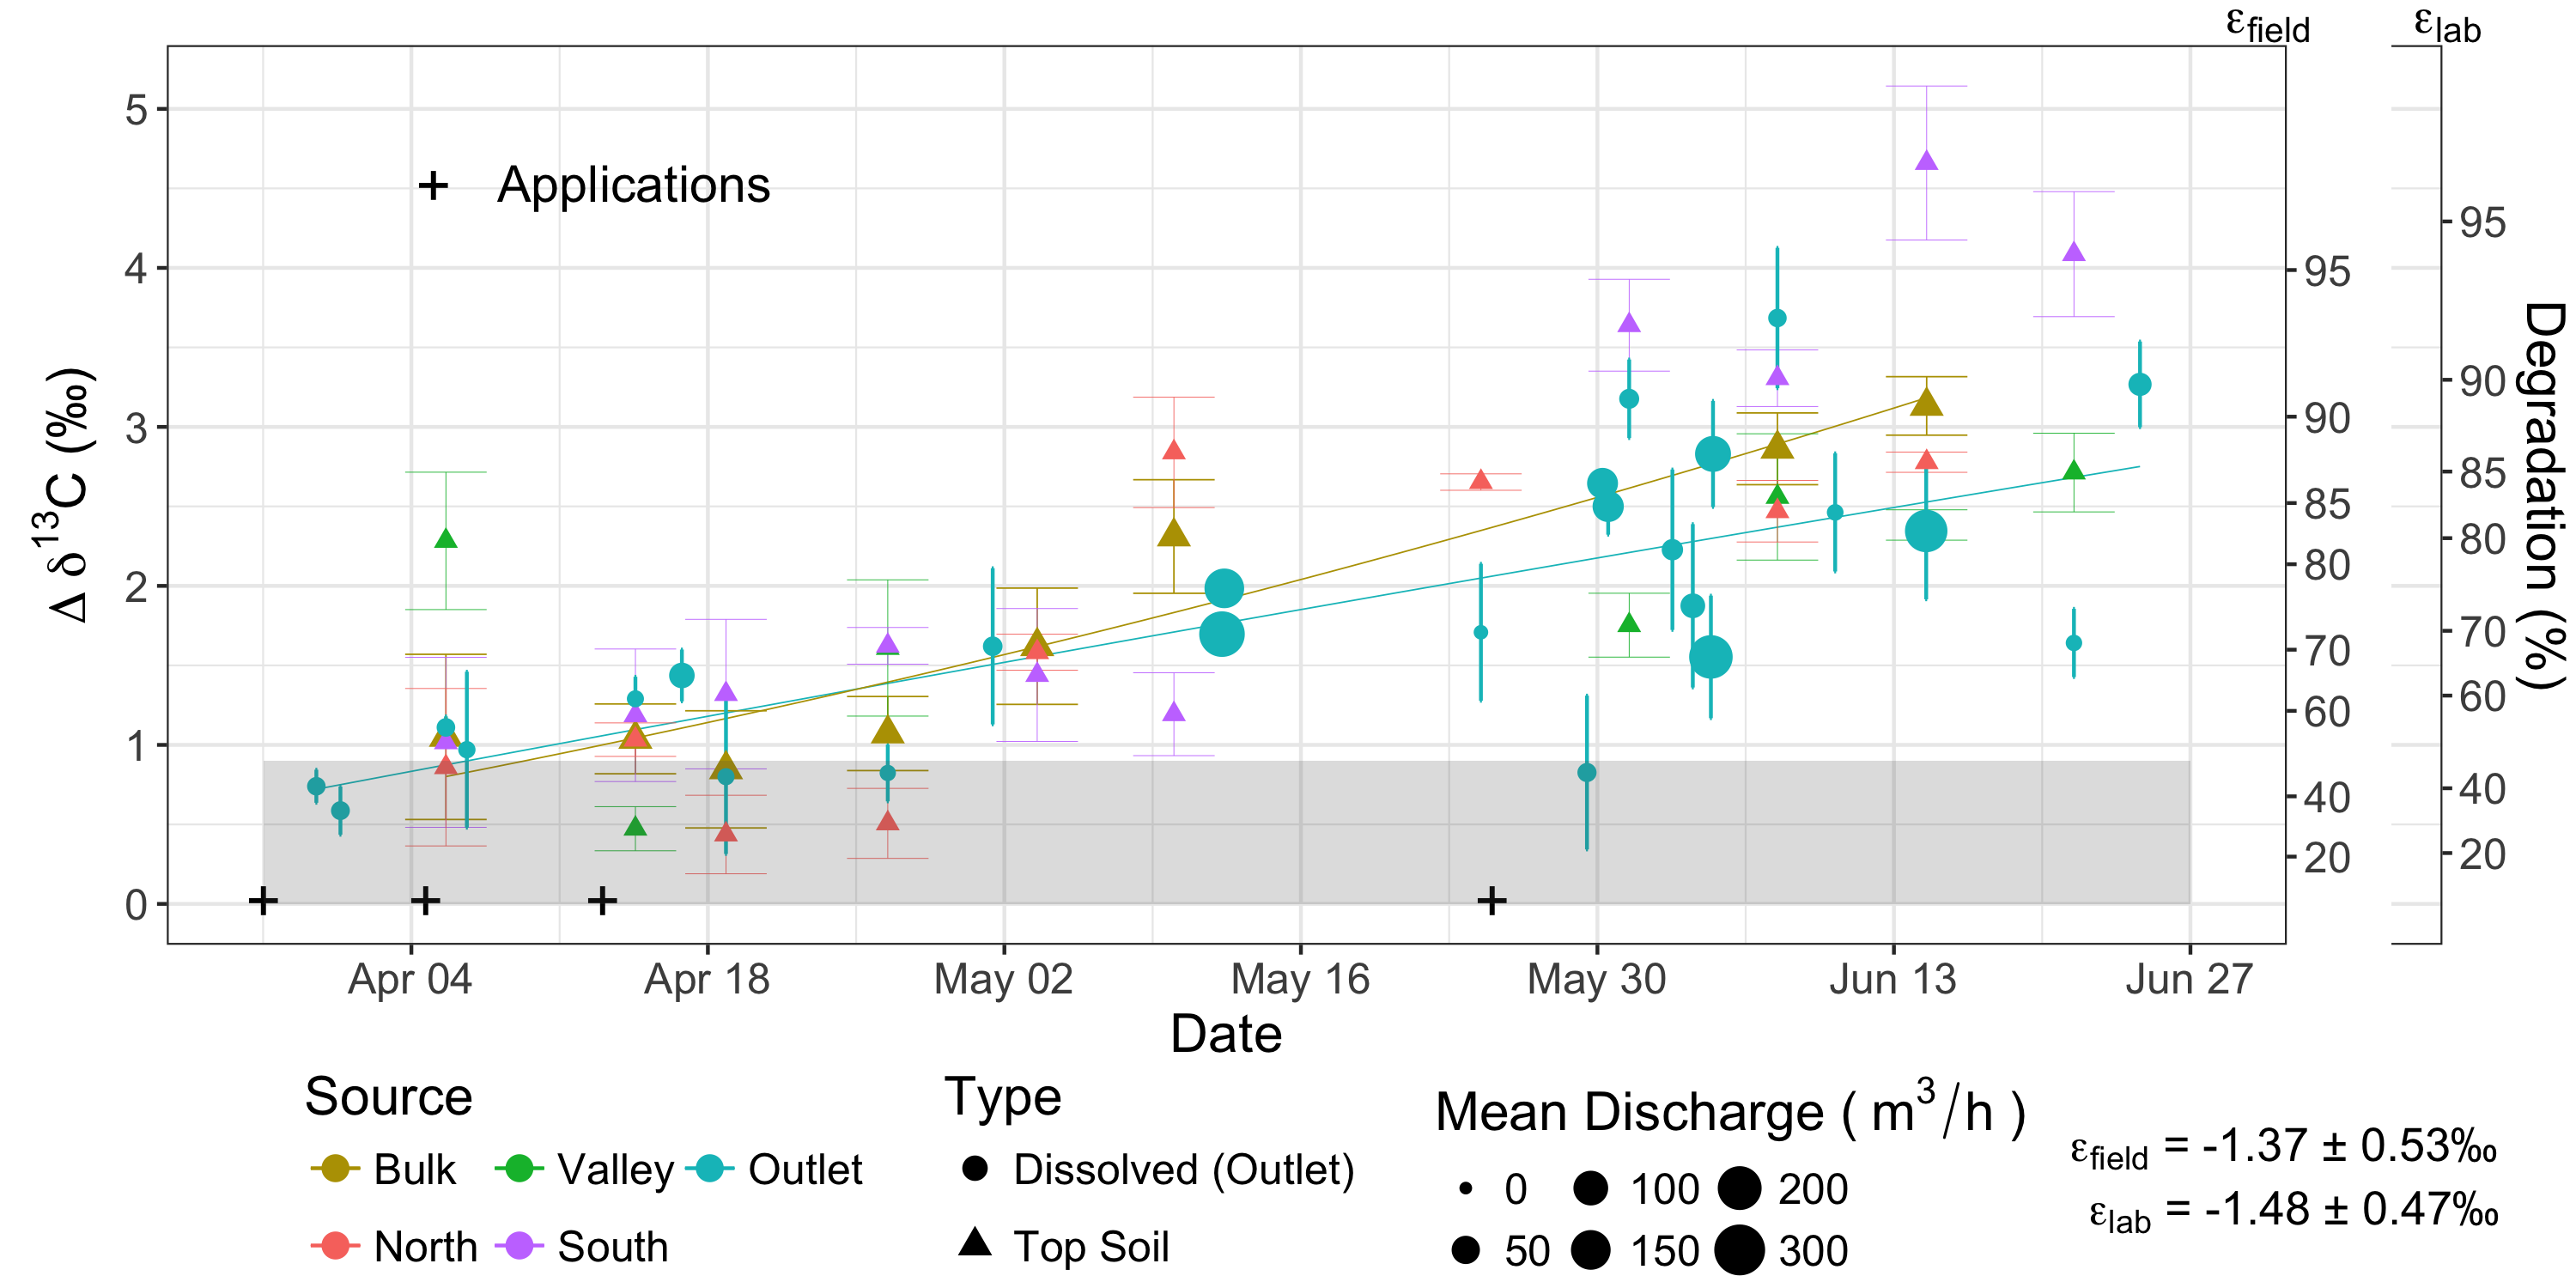 εfield εlab
+ Applications
5
4
3
2
1
0
Δ δ¹³C (‰)
95
90
85
80
70
60
40
20
95
90
85
80
70
60
40
20
Degradation (%)
Apr 04 Apr 18 May 02 May 16 May 30 Jun 13 Jun 27
Date
Source
Bulk Valley Outlet
North South
Type
Dissolved (Outlet)
Top Soil
Mean Discharge ( m³/h )
0 100 200
50 150 300
εfield = -1.37 ± 0.53‰
εlab = -1.48 ± 0.47‰